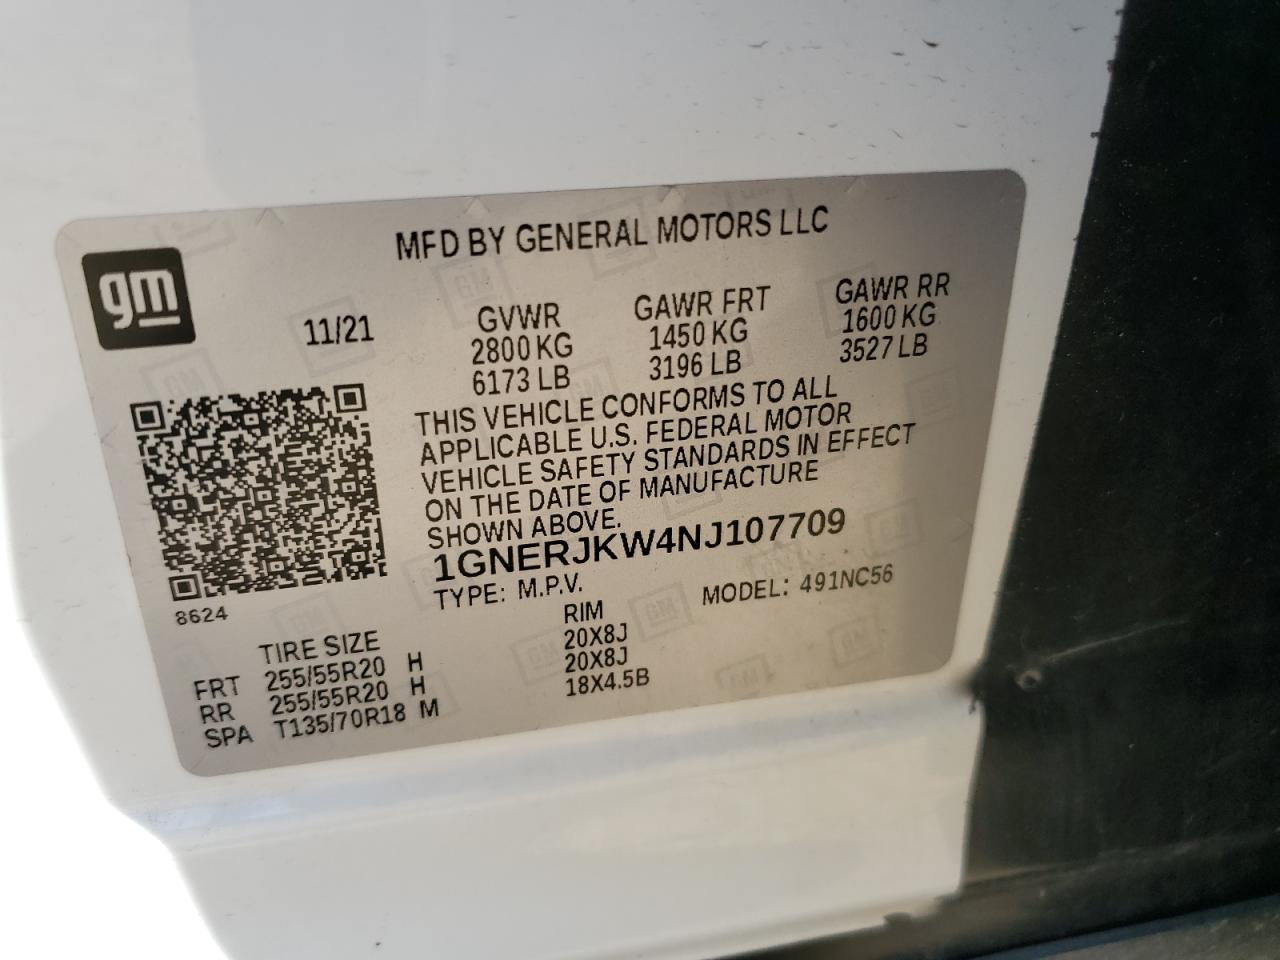 MFD BY GENERAL MOTORS LLC
gm
11/21
GVWR
2800 KG
6173 LB
GAWR FRT
1450 KG
3196 LB
GAWR RR
1600 KG
3527 LB
THIS VEHICLE CONFORMS TO ALL
APPLICABLE U.S. FEDERAL MOTOR
VEHICLE SAFETY STANDARDS IN EFFECT
ON THE DATE OF MANUFACTURE
SHOWN ABOVE.
1GNERJKW4NJ107709
TYPE: M.P.V.
MODEL: 491NC56
8624
TIRE SIZE RIM
FRT 255/55R20 H 20X8J
RR 255/55R20 H 20X8J
SPA T135/70R18 M 18X4.5B